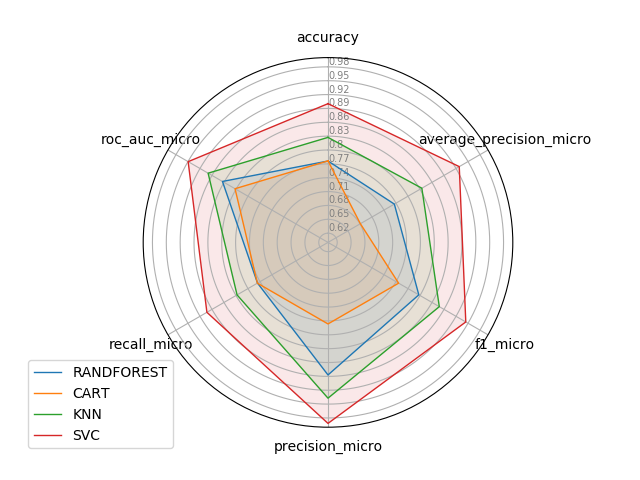 accuracy
0.98
0.95
0.92
0.89
0.86
0.83
0.8
0.77
0.74
0.71
0.68
0.65
0.62
roc_auc_micro
average_precision_micro
recall_micro
f1_micro
precision_micro
RANDFOREST
CART
KNN
SVC